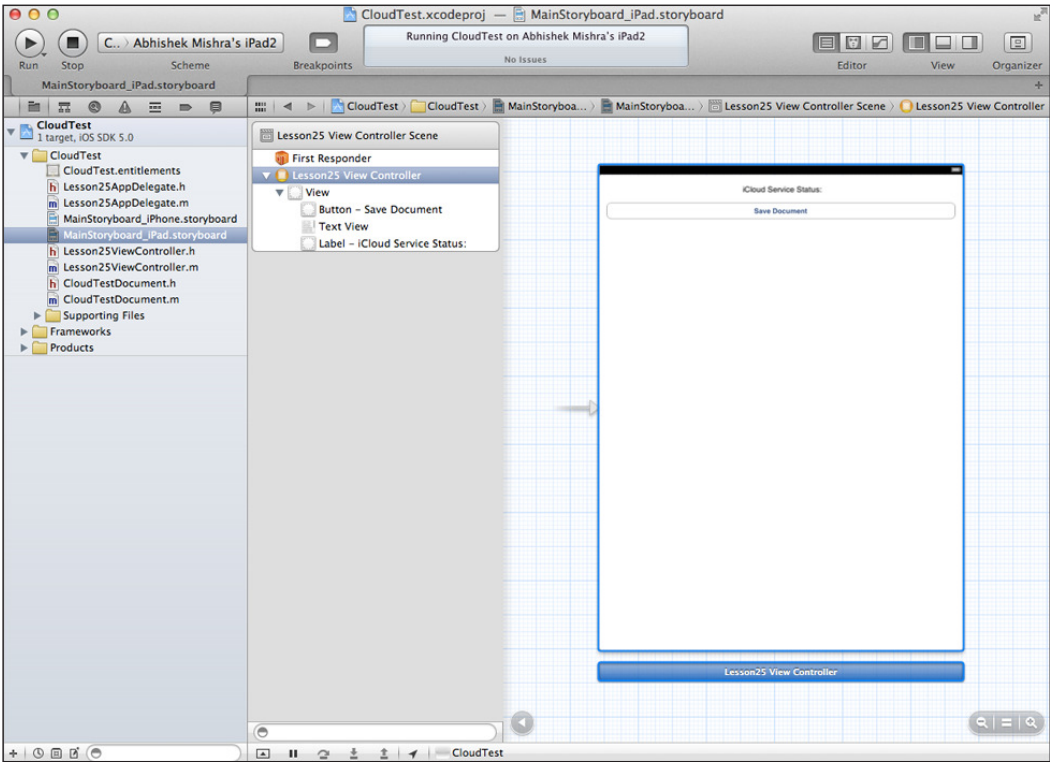 CloudTest.xcodeproj — MainStoryboard_iPad.storyboard
C.. Abhishek Mishra's iPad2
Running CloudTest on Abhishek Mishra's iPad2
No Issues
Run Stop Scheme Breakpoints Editor View Organizer
MainStoryboard_iPad.storyboard
CloudTest CloudTest MainStoryboa... MainStoryboa... Lesson25 View Controller Scene Lesson25 View Controller
CloudTest
1 target, iOS SDK 5.0
CloudTest
CloudTest.entitlements
h Lesson25AppDelegate.h
m Lesson25AppDelegate.m
MainStoryboard_iPhone.storyboard
MainStoryboard_iPad.storyboard
h Lesson25ViewController.h
m Lesson25ViewController.m
h CloudTestDocument.h
m CloudTestDocument.m
Supporting Files
Frameworks
Products
Lesson25 View Controller Scene
First Responder
Lesson25 View Controller
View
Button – Save Document
Text View
Label – iCloud Service Status:
iCloud Service Status:
Save Document
Lesson25 View Controller
CloudTest